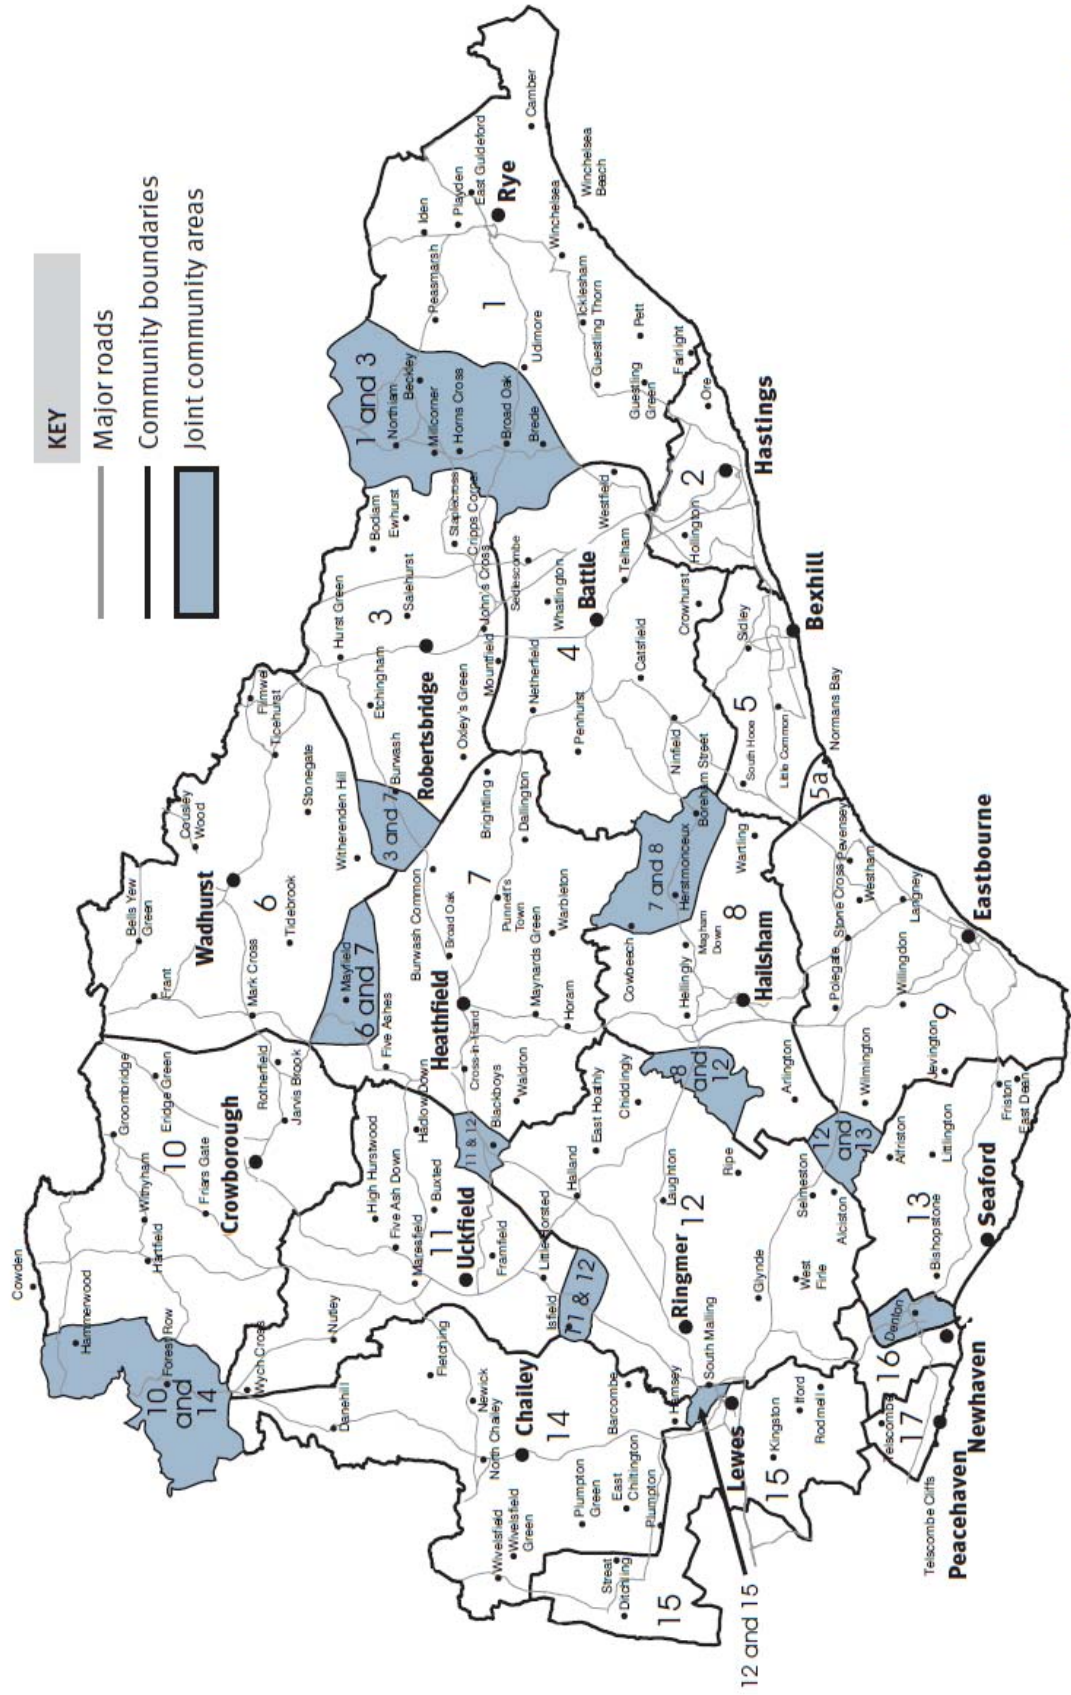 KEY
Major roads
Community boundaries
Joint community areas
Cowden
Hammerwood
Forest Row
10
and
14
Wych Cross
Groombridge
Withyham
Eridge Green
Hartfield
10
Friars Gate
Rotherfield
Crowborough
Jarvis Brook
Bells Yew
Green
Frant
Cousley
Wood
Wadhurst
Mark Cross
6
Tidebrook
Flimwell
Ticehurst
Stonegate
Witherenden Hill
Mayfield
6 and 7
Five Ashes
3 and 7
Burwash
Burwash Common
Hurst Green
Etchingham
3
Salehurst
Robertsbridge
Oxley's Green
Mountfield
John's Cross
Bodiam
Ewhurst
Staplecross
Cripps Corner
1 and 3
Northiam
Beckley
Millcorner
Horns Cross
Broad Oak
Brede
Iden
Playden
East Guldeford
Peasmarsh
Rye
Camber
1
Udimore
Winchelsea
Winchelsea
Beach
Icklesham
Guestling Thorn
Pett
Guestling
Green
Fairlight
Ore
Hastings
2
Hollington
Westfield
Sedlescombe
Whatlington
Battle
Telham
Crowhurst
4
Netherfield
Catsfield
Penhurst
Ninfield
Boreham Street
Sidley
Bexhill
5
South Hooe
Little Common
Normans Bay
5a
Nutley
Danehill
High Hurstwood
Five Ash Down
Maresfield
Buxted
Hadlow Down
11
Uckfield
Framfield
11 & 12
Blackboys
Cross-in-Hand
Heathfield
Broad Oak
7
Brightling
Dallington
Punnett's
Town
Maynards Green
Warbleton
Horam
Waldron
Fletching
Newick
North Chailey
Chailey
14
Barcombe
Wivelsfield
Wivelsfield
Green
Plumpton
Green
East
Chiltington
Plumpton
Streat
Ditchling
15
Hamsey
Isfield
11 & 12
Little Horsted
Halland
East Hoathly
Chiddingly
8
and
12
Laughton
Ripe
12
Ringmer
South Malling
Glynde
West
Firle
Selmeston
Alciston
12
and
13
Arlington
Cowbeech
Hellingly
Magham
Down
7 and 8
Herstmonceux
Wartling
8
Hailsham
Polegate
Stone Cross
Pevensey
Westham
Langney
Willingdon
Eastbourne
9
Wilmington
Jevington
Friston
East Dean
Alfriston
Littlington
13
Bishopstone
Seaford
Denton
16
Newhaven
Telscombe
17
Peacehaven
Telscombe Cliffs
Lewes
15
Kingston
Iford
Rodmell
12 and 15